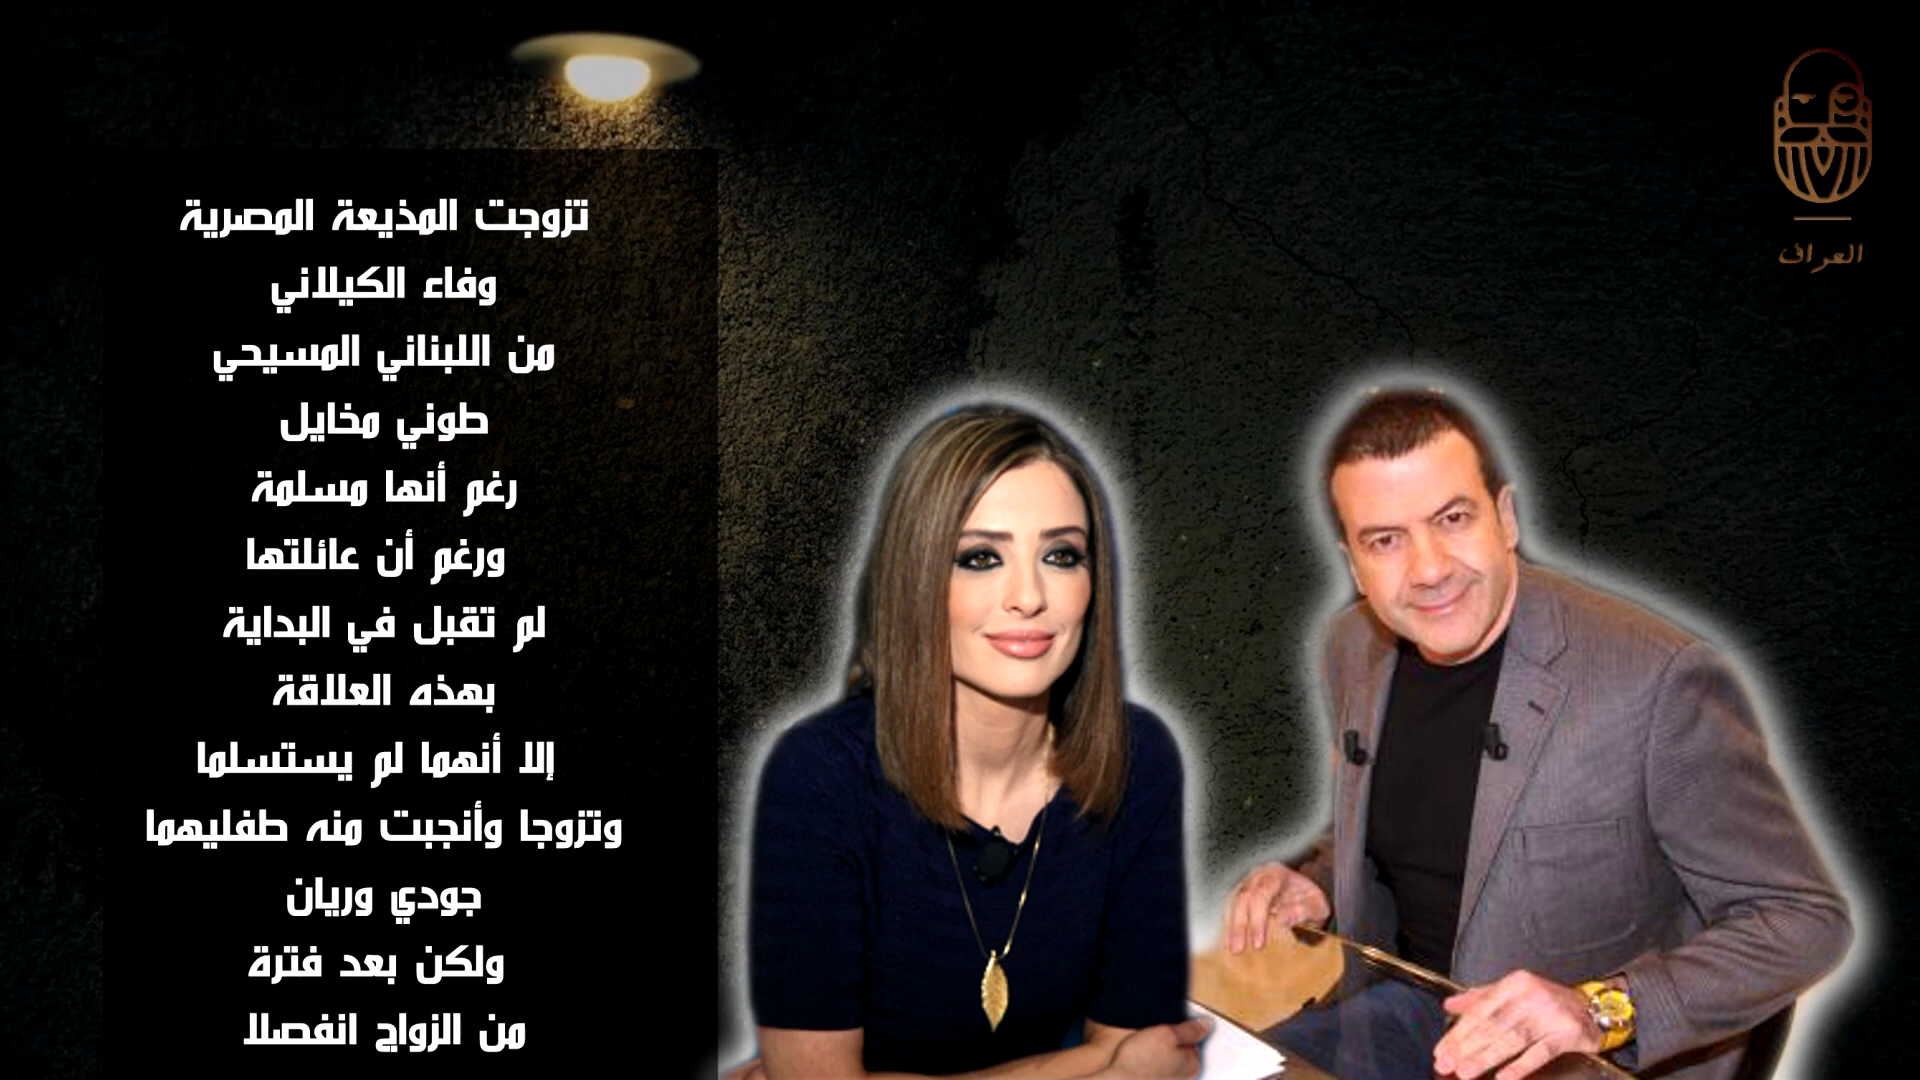 تزوجت المذيعة المصرية
وفاء الكيلاني
من اللبناني المسيحي
طوني مخايل
رغم أنها مسلمة
ورغم أن عائلتها
لم تقبل في البداية
بهذه العلاقة
إلا أنهما لم يستسلما
وتزوجا وأنجبت منه طفليهما
جودي وريان
ولكن بعد فترة
من الزواج انفصلا
العراف